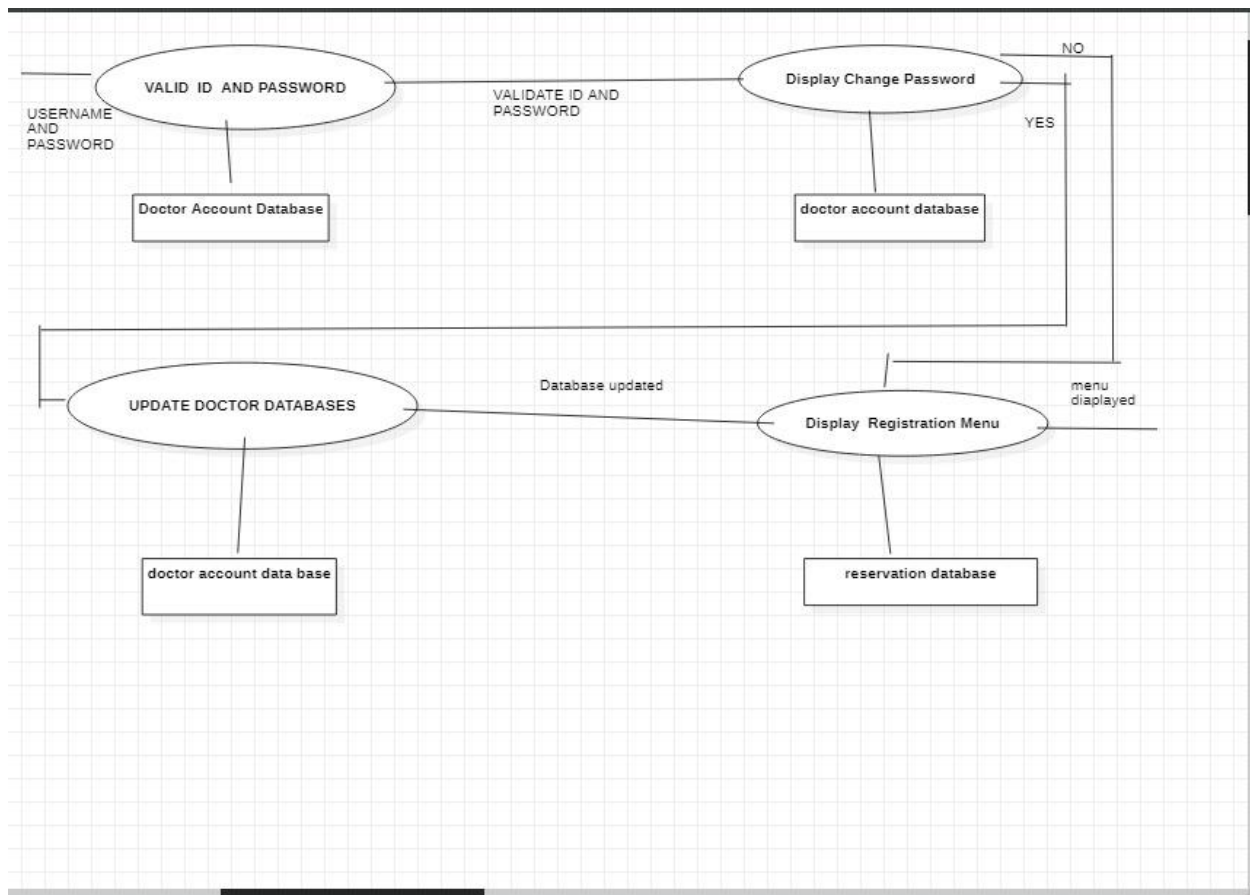 NO
VALID ID AND PASSWORD
Display Change Password
VALIDATE ID AND
PASSWORD
USERNAME
AND
PASSWORD
YES
Doctor Account Database
doctor account database
Database updated
menu
diaplayed
UPDATE DOCTOR DATABASES
Display Registration Menu
doctor account data base
reservation database